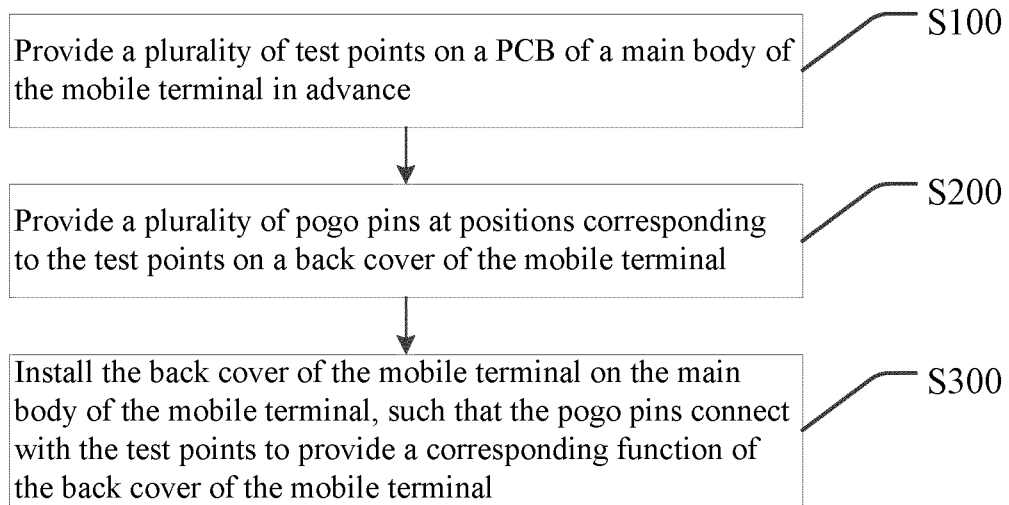 S100
Provide a plurality of test points on a PCB of a main body of
the mobile terminal in advance
S200
Provide a plurality of pogo pins at positions corresponding
to the test points on a back cover of the mobile terminal
S300
Install the back cover of the mobile terminal on the main
body of the mobile terminal, such that the pogo pins connect
with the test points to provide a corresponding function of
the back cover of the mobile terminal